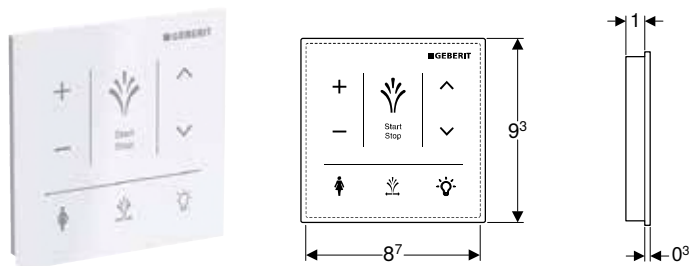 GEBERIT
+
Start
Stop
−
GEBERIT
+
Start
Stop
−
9³
8⁷
1
0³